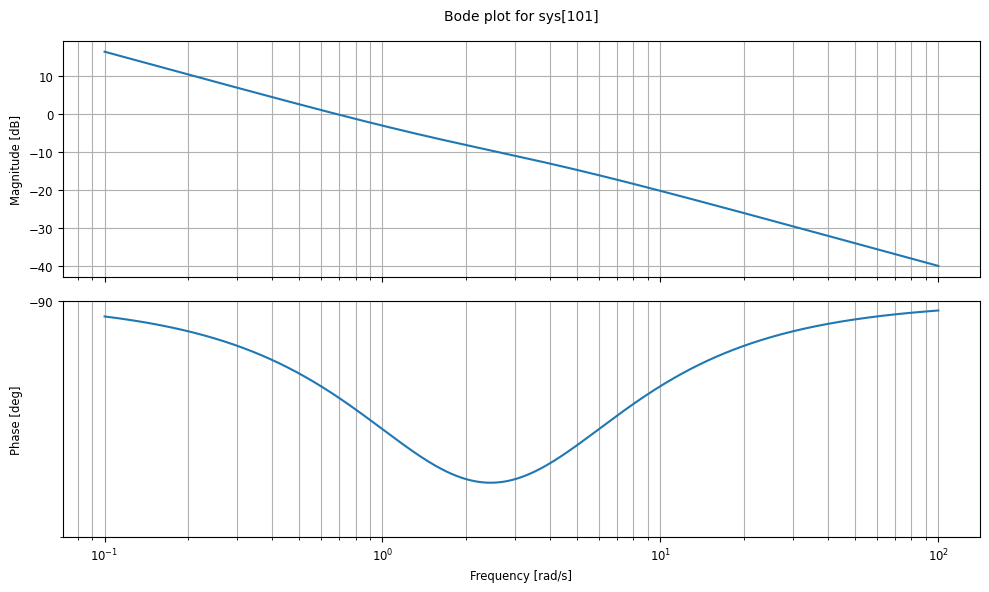 Bode plot for sys[101]
Magnitude [dB]
10
0
−10
−20
−30
−40
Phase [deg]
−90
10⁻¹
10⁰
10¹
10²
Frequency [rad/s]